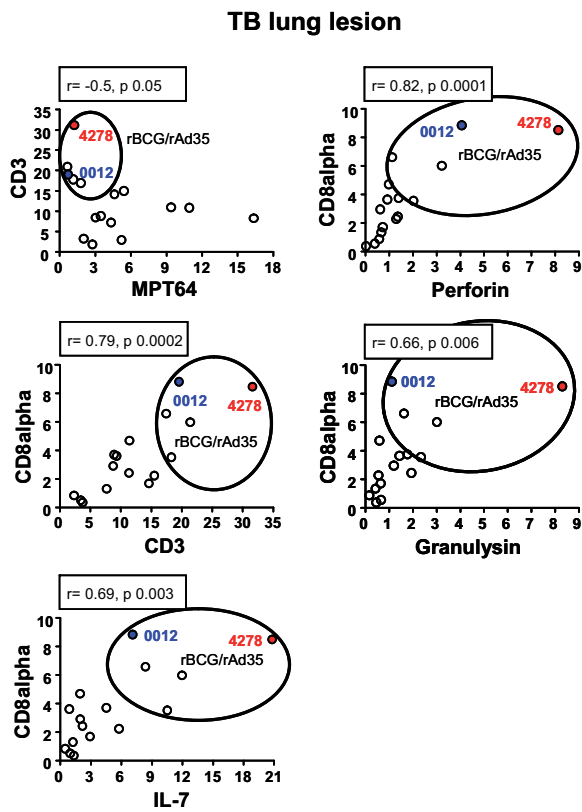 TB lung lesion
r= -0.5, p 0.05
35
30
25
20
15
10
5
0
CD3
4278
0012
rBCG/rAd35
0 3 6 9 12 15 18
MPT64
r= 0.82, p 0.0001
10
8
6
4
2
0
CD8alpha
0012
4278
rBCG/rAd35
0 1 2 3 4 5 6 7 8 9
Perforin
r= 0.79, p 0.0002
10
8
6
4
2
0
CD8alpha
0012
4278
rBCG/rAd35
0 5 10 15 20 25 30 35
CD3
r= 0.66, p 0.006
10
8
6
4
2
0
CD8alpha
0012
4278
rBCG/rAd35
0 1 2 3 4 5 6 7 8 9
Granulysin
r= 0.69, p 0.003
10
8
6
4
2
0
CD8alpha
0012
4278
rBCG/rAd35
0 3 6 9 12 15 18 21
IL-7